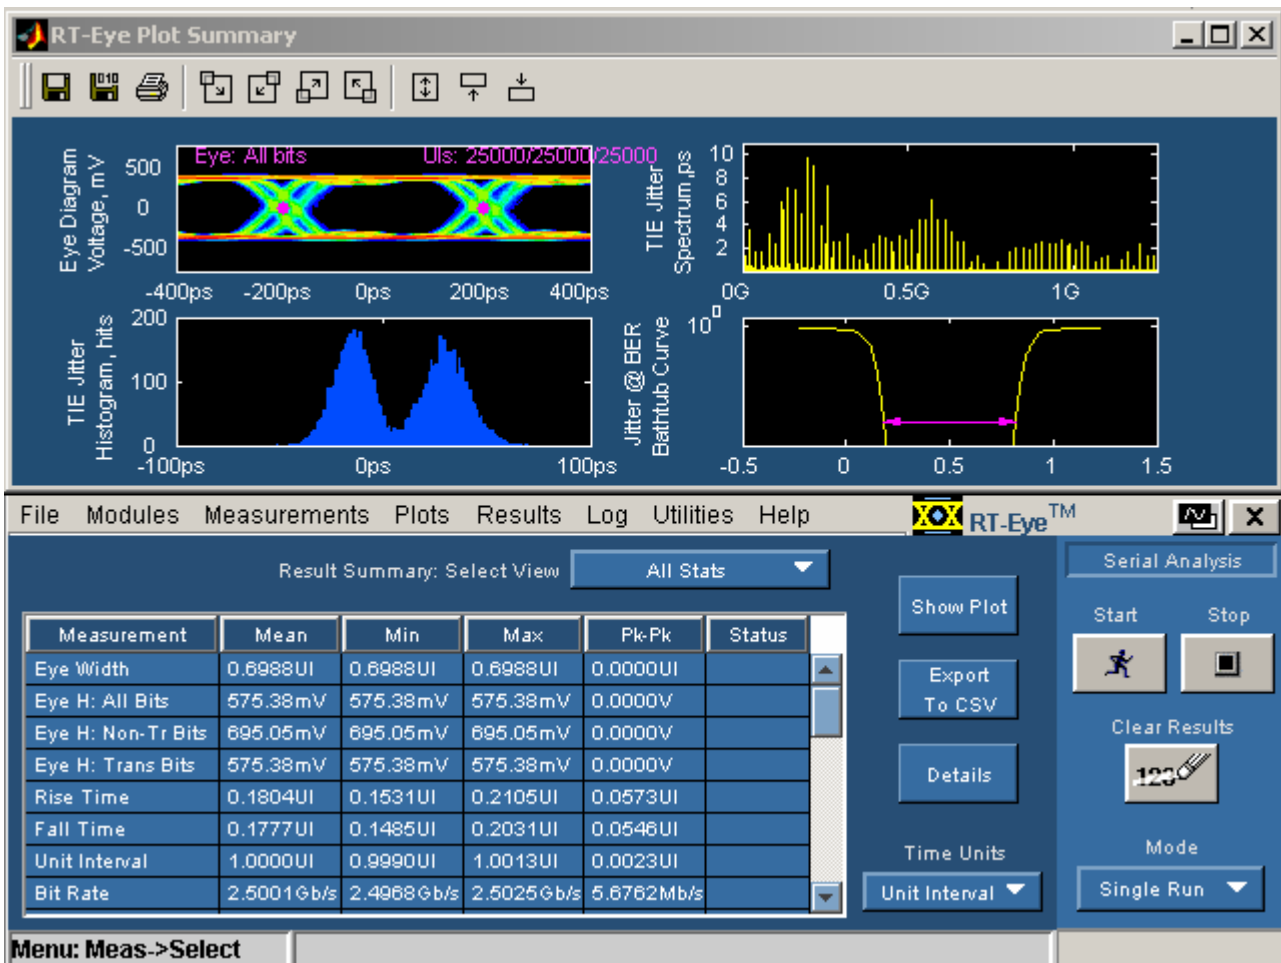 RT-Eye Plot Summary
Eye Diagram
Voltage, mV
500
0
-500
Eye: All bits
UIs: 25000/25000/25000
-400ps
-200ps
0ps
200ps
400ps
TIE Jitter
Spectrum,ps
10
8
6
4
2
0G
0.5G
1G
TIE Jitter
Histogram, hits
200
100
0
-100ps
0ps
100ps
Jitter @ BER
Bathtub Curve
10
-0.5
0
0.5
1
1.5
File Modules Measurements Plots Results Log Utilities Help
RT-Eye™
Result Summary: Select View All Stats
Measurement Mean Min Max Pk-Pk Status
Eye Width 0.6988UI 0.6988UI 0.6988UI 0.0000UI
Eye H: All Bits 575.38mV 575.38mV 575.38mV 0.0000V
Eye H: Non-Tr Bits 695.05mV 695.05mV 695.05mV 0.0000V
Eye H: Trans Bits 575.38mV 575.38mV 575.38mV 0.0000V
Rise Time 0.1804UI 0.1531UI 0.2105UI 0.0573UI
Fall Time 0.1777UI 0.1485UI 0.2031UI 0.0546UI
Unit Interval 1.0000UI 0.9990UI 1.0013UI 0.0023UI
Bit Rate 2.5001Gb/s 2.4968Gb/s 2.5025Gb/s 5.6762Mb/s
Show Plot
Export
To CSV
Details
Time Units
Unit Interval
Serial Analysis
Start Stop
Clear Results
123
Mode
Single Run
Menu: Meas->Select